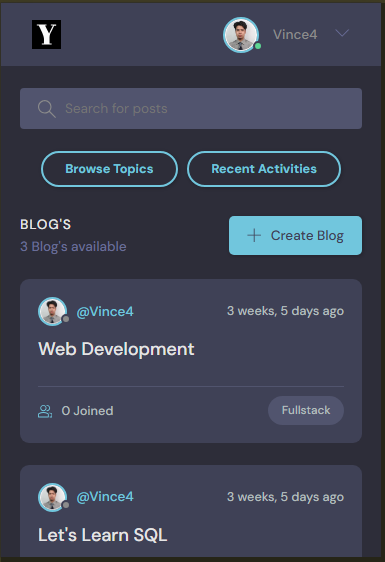 Y
Vince4
Search for posts
Browse Topics
Recent Activities
BLOG'S
3 Blog's available
Create Blog
@Vince4
3 weeks, 5 days ago
Web Development
0 Joined
Fullstack
@Vince4
3 weeks, 5 days ago
Let's Learn SQL